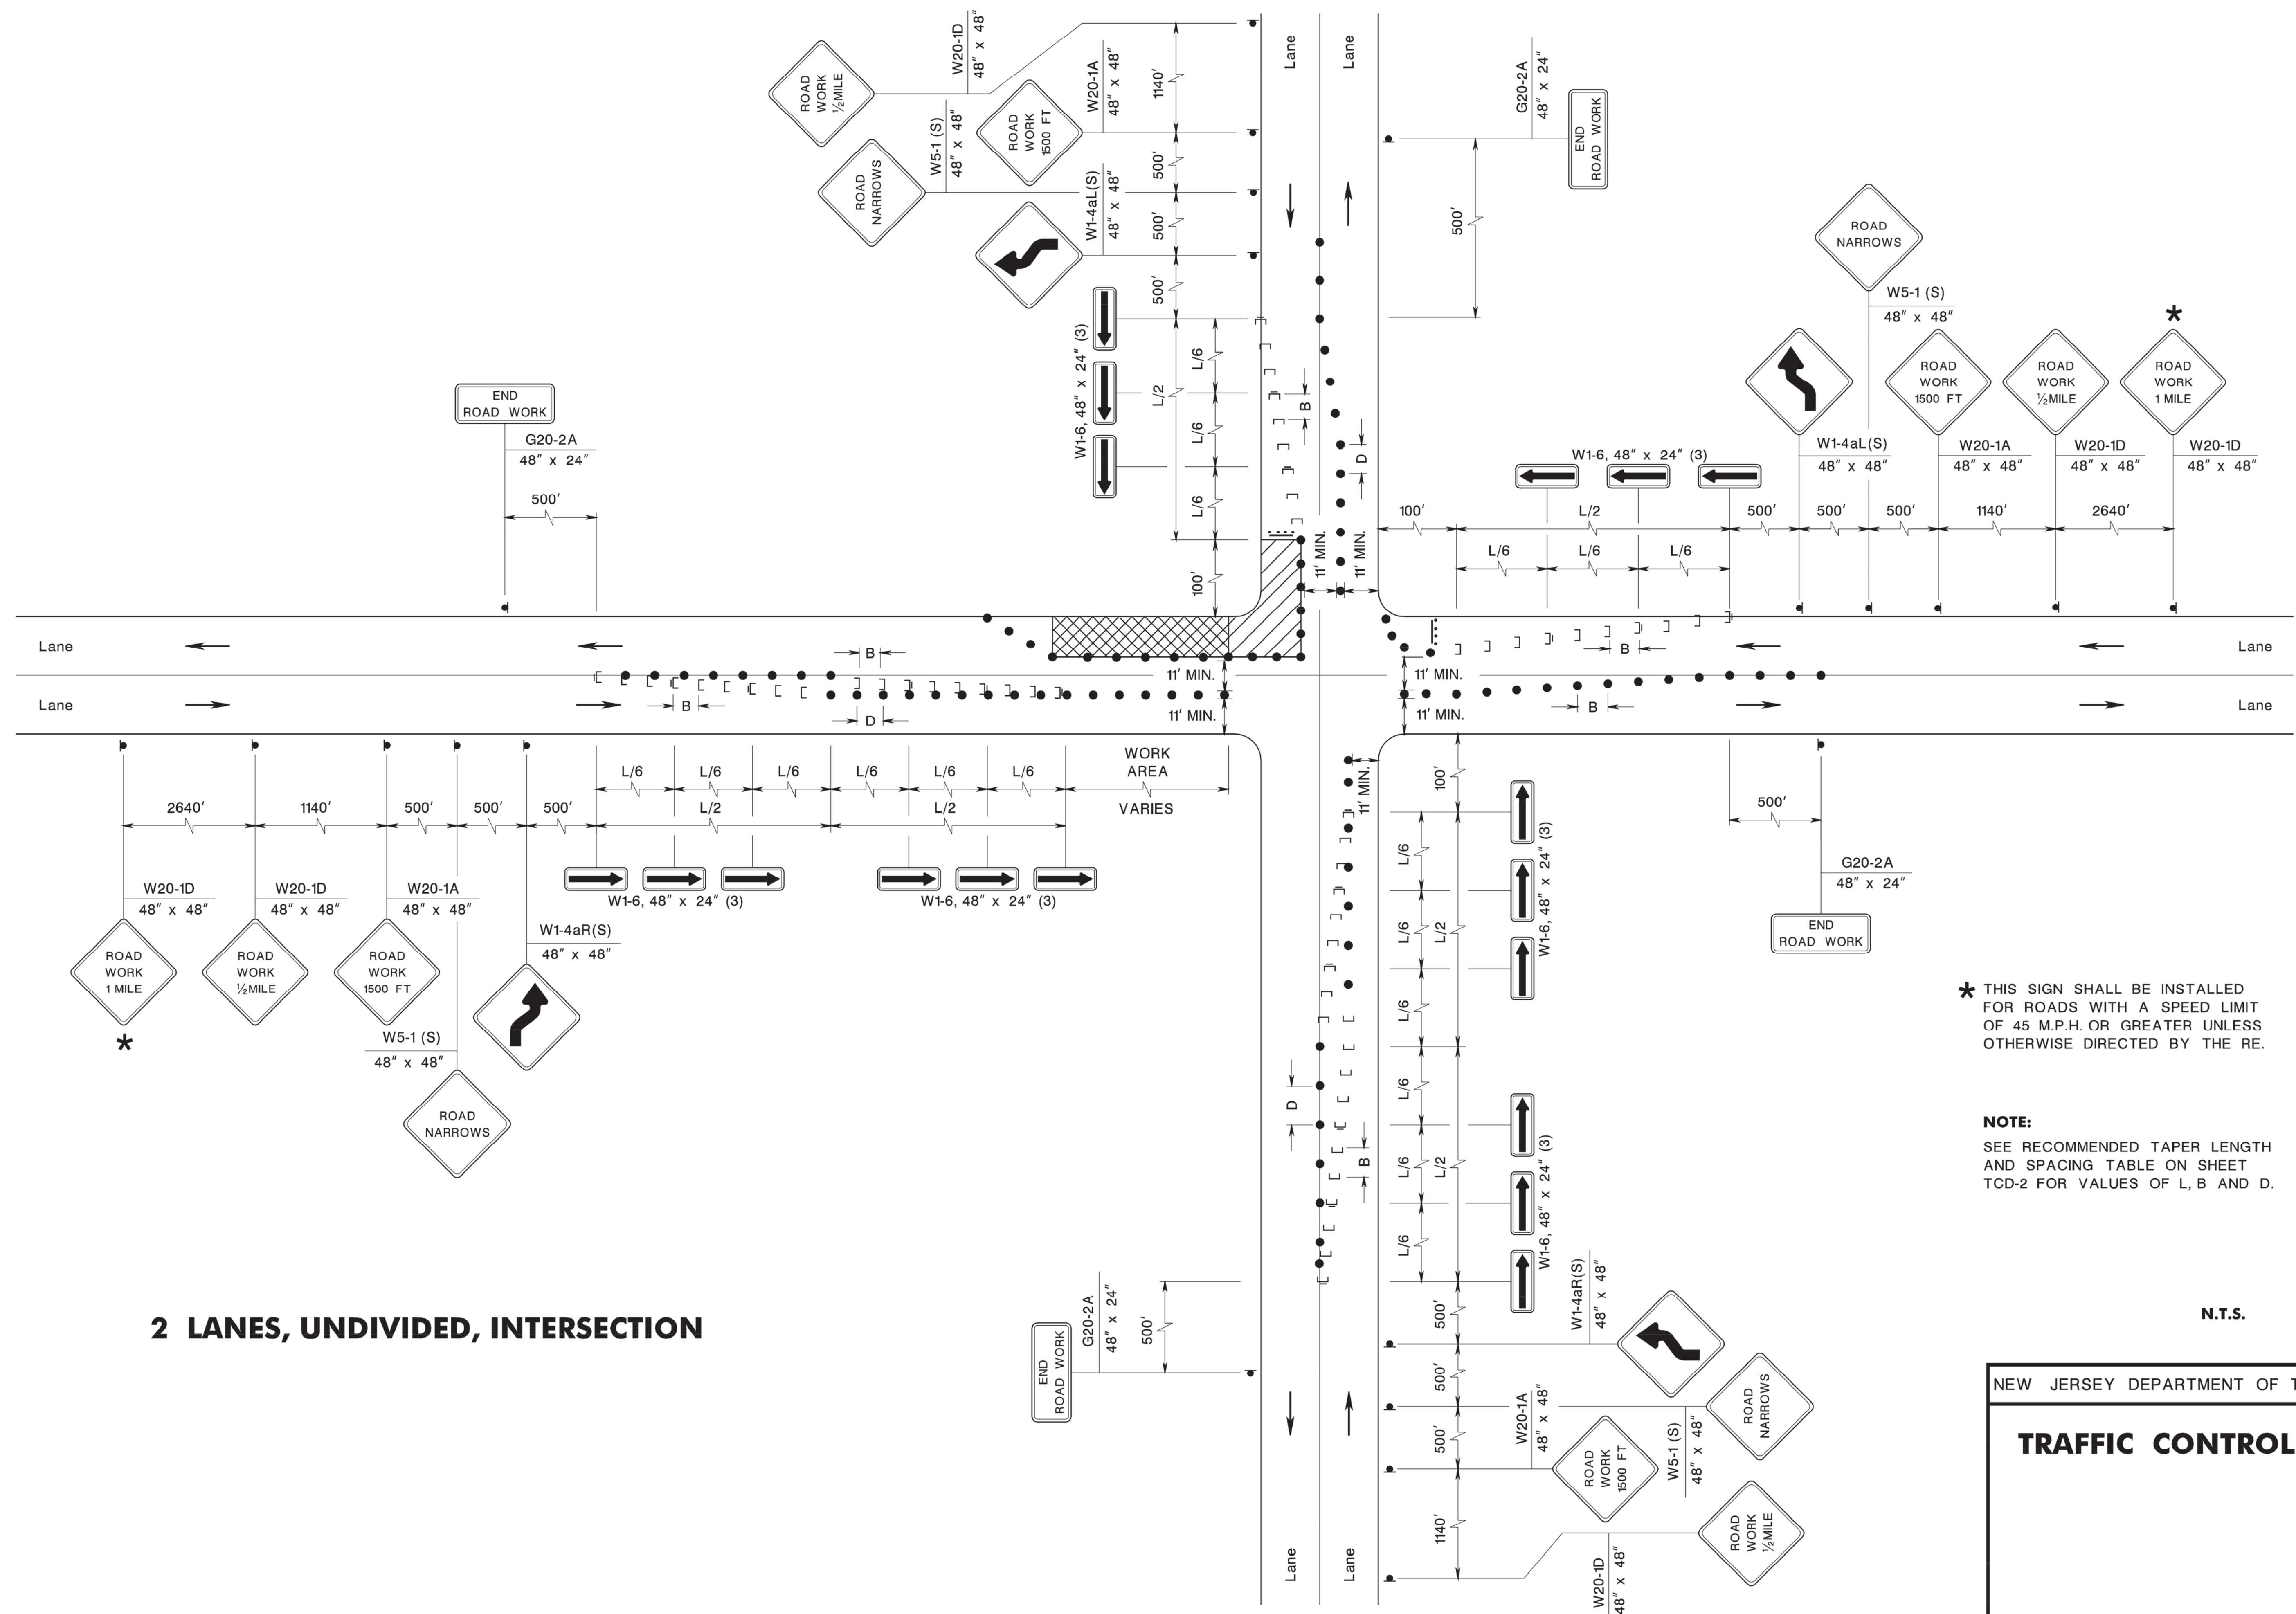 W20-1D
48" x 48"
ROAD
WORK
½MILE
W20-1A
48" x 48"
ROAD
WORK
1500 FT
W5-1 (S)
48" x 48"
ROAD
NARROWS
W1-4aL(S)
48" x 48"
1140'
500'
500'
500'
W1-6, 48" x 24" (3)
L/2
L/6
L/6
L/6
B
D
100'
11' MIN.
11' MIN.
Lane
Lane
G20-2A
48" x 24"
END
ROAD WORK
500'
ROAD
NARROWS
W5-1 (S)
48" x 48"
*
ROAD
WORK
1500 FT
ROAD
WORK
½MILE
ROAD
WORK
1 MILE
W1-4aL(S)
48" x 48"
W20-1A
48" x 48"
W20-1D
48" x 48"
W20-1D
48" x 48"
W1-6, 48" x 24" (3)
100'
L/2
500'
500'
500'
1140'
2640'
L/6
L/6
L/6
END
ROAD WORK
G20-2A
48" x 24"
500'
Lane
Lane
B
B
D
11' MIN.
11' MIN.
11' MIN.
11' MIN.
B
B
Lane
Lane
2640'
1140'
500'
500'
500'
L/6
L/6
L/6
L/6
L/6
L/6
L/2
L/2
WORK
AREA
VARIES
W1-6, 48" x 24" (3)
W1-6, 48" x 24" (3)
W20-1D
48" x 48"
W20-1D
48" x 48"
W20-1A
48" x 48"
W1-4aR(S)
48" x 48"
ROAD
WORK
1 MILE
*
ROAD
WORK
½MILE
ROAD
WORK
1500 FT
W5-1 (S)
48" x 48"
ROAD
NARROWS
11' MIN.
100'
L/6
L/6
L/6
L/2
W1-6, 48" x 24" (3)
L/6
L/6
L/6
L/2
W1-6, 48" x 24" (3)
D
B
500'
G20-2A
48" x 24"
END
ROAD WORK
* THIS SIGN SHALL BE INSTALLED
FOR ROADS WITH A SPEED LIMIT
OF 45 M.P.H. OR GREATER UNLESS
OTHERWISE DIRECTED BY THE RE.
NOTE:
SEE RECOMMENDED TAPER LENGTH
AND SPACING TABLE ON SHEET
TCD-2 FOR VALUES OF L, B AND D.
G20-2A
48" x 24"
END
ROAD WORK
500'
500'
500'
500'
1140'
W1-4aR(S)
48" x 48"
ROAD
NARROWS
W5-1 (S)
48" x 48"
W20-1A
48" x 48"
ROAD
WORK
1500 FT
ROAD
WORK
½MILE
W20-1D
48" x 48"
Lane
Lane
2 LANES, UNDIVIDED, INTERSECTION
N.T.S.
NEW JERSEY DEPARTMENT OF
TRAFFIC CONTROL